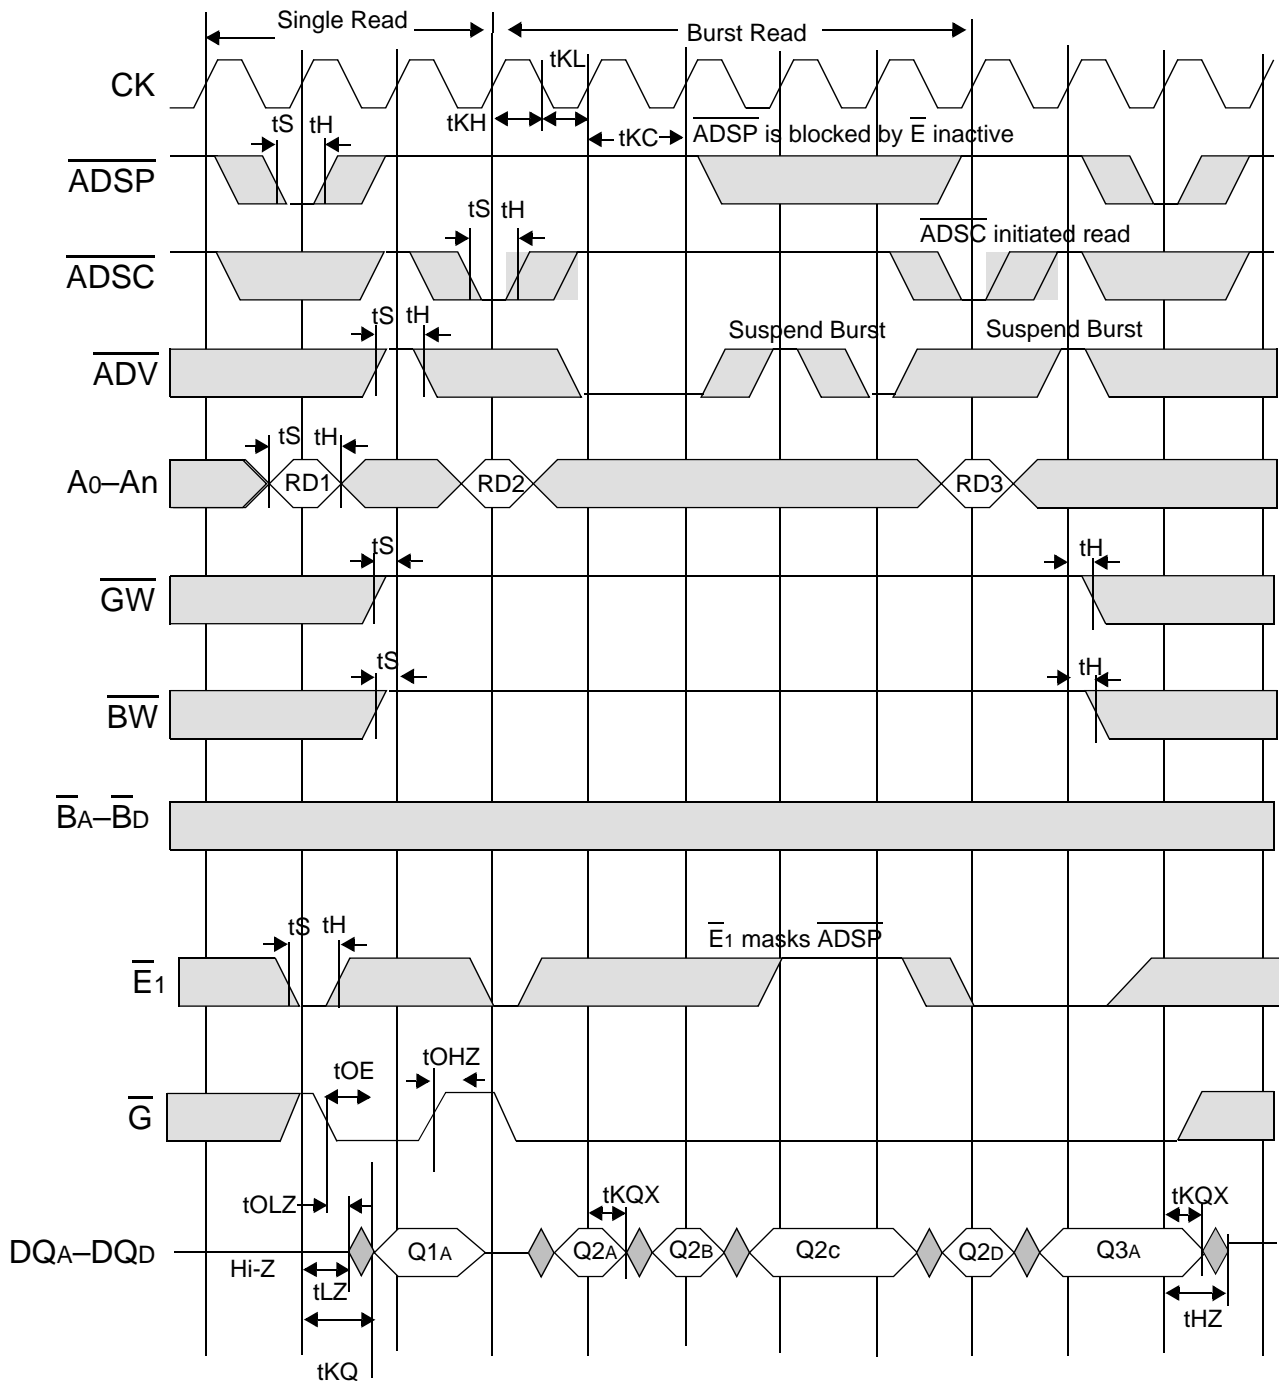 Single Read
Burst Read
CK
tKL
tKH
tKC
tS tH
ADSP is blocked by E inactive
ADSP
tS tH
ADSC initiated read
ADSC
tS tH
Suspend Burst
Suspend Burst
ADV
tS tH
A0–An
RD1
RD2
RD3
tS
tH
GW
tS
tH
BW
BA–BD
tS tH
E1 masks ADSP
E1
tOE
tOHZ
G
tOLZ
tKQX
tKQX
DQA–DQD
Q1A
Q2A
Q2B
Q2C
Q2D
Q3A
Hi-Z
tLZ
tHZ
tKQ